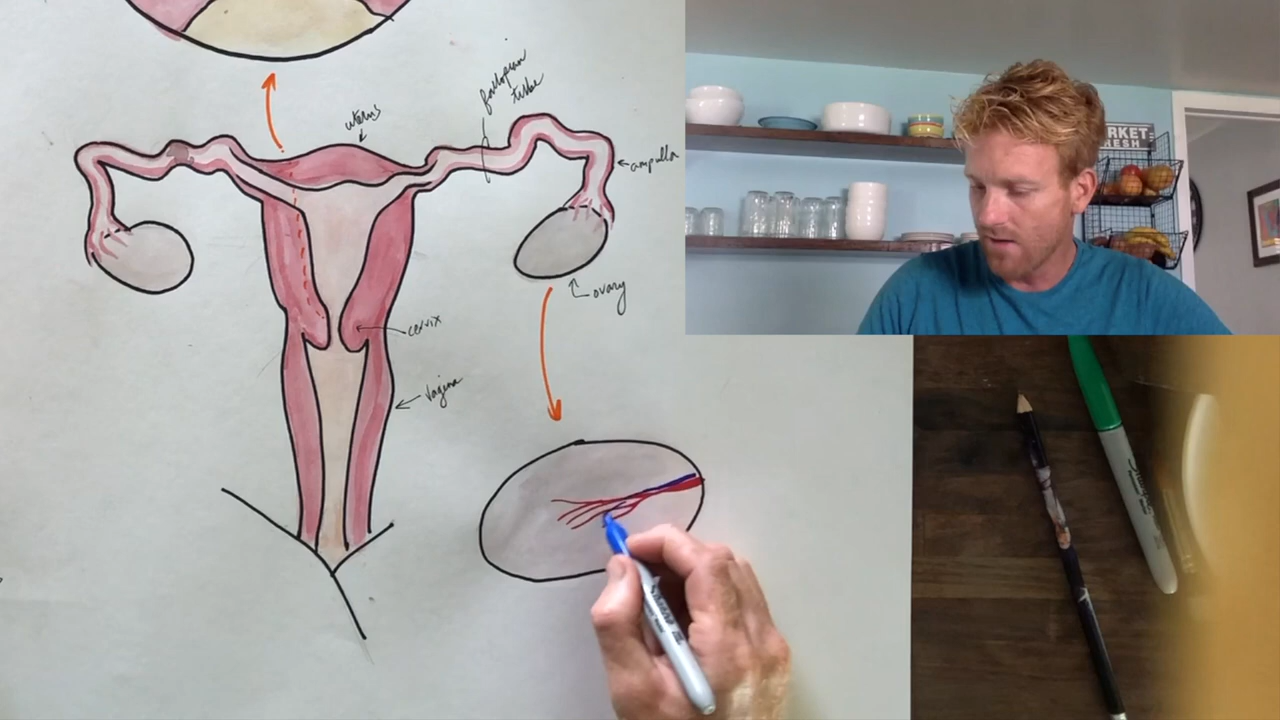 uterus
fallopian
tube
ampulla
ovary
cervix
vagina
MARKET:
FRESH